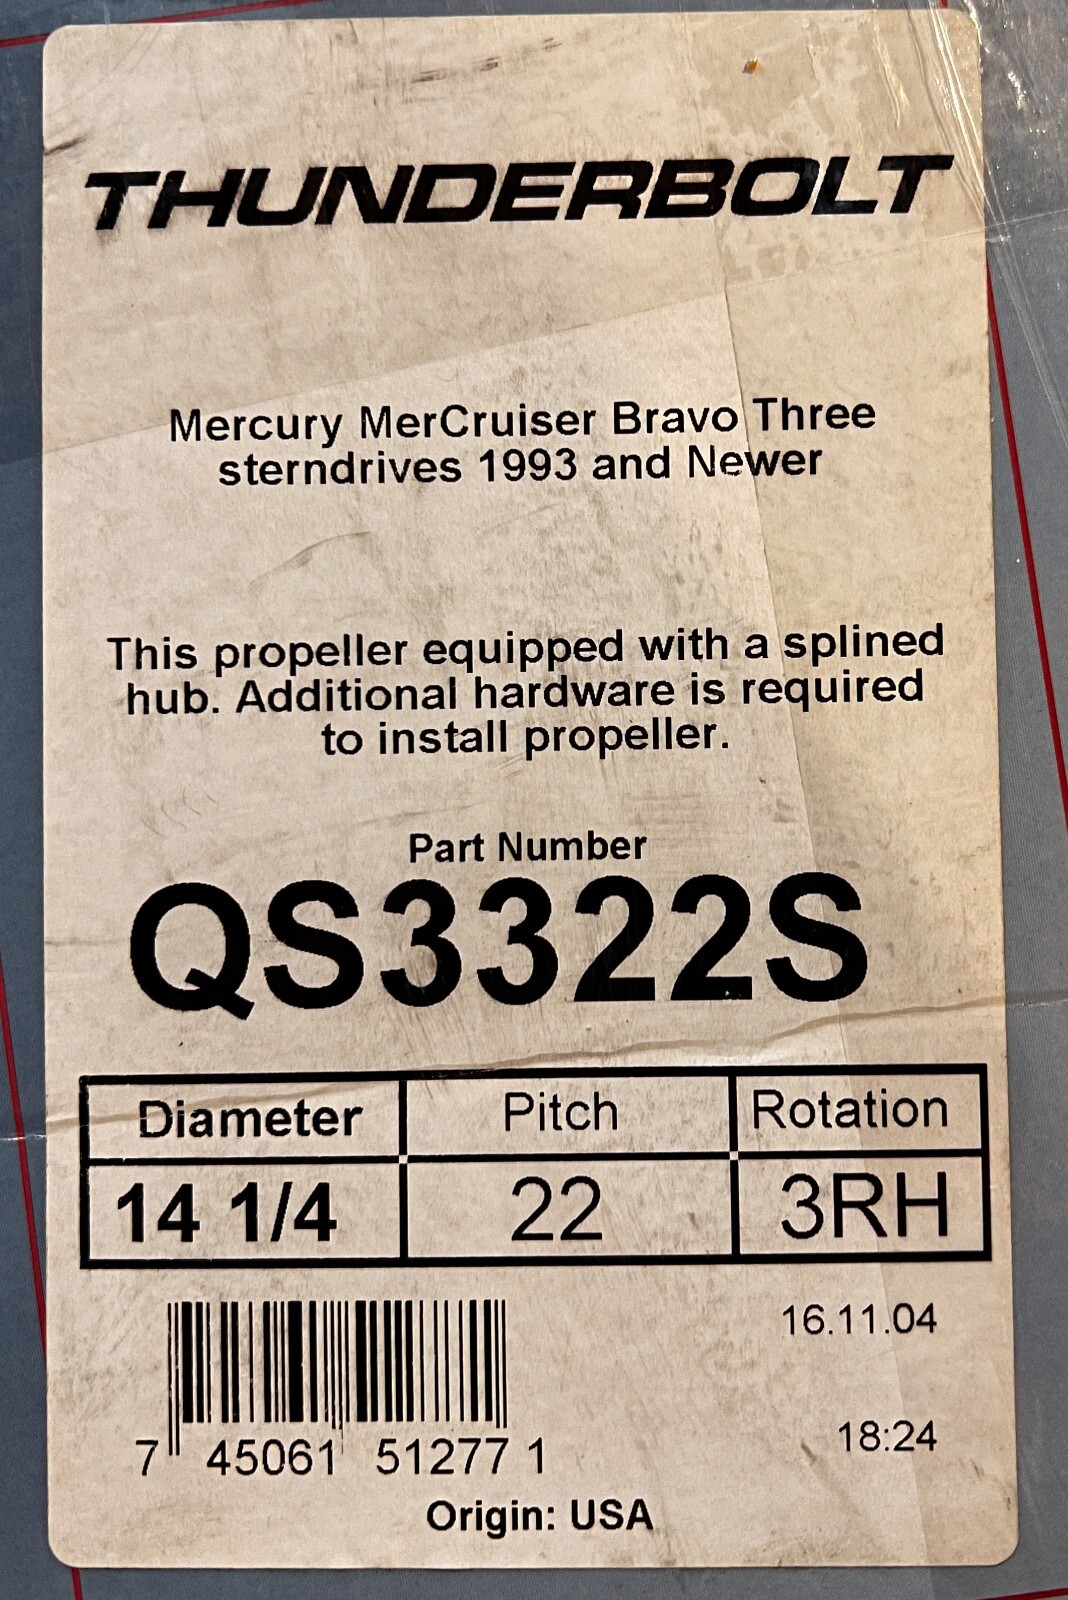 THUNDERBOLT
Mercury MerCruiser Bravo Three
sterndrives 1993 and Newer
This propeller equipped with a splined
hub. Additional hardware is required
to install propeller.
Part Number
QS3322S
Diameter Pitch Rotation
14 1/4 22 3RH
16.11.04
18:24
7 45061 51277 1
Origin: USA